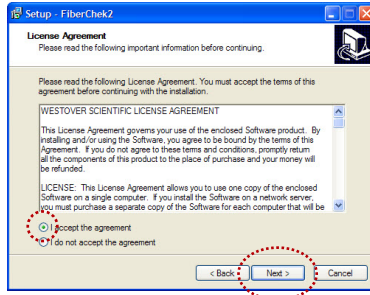 Setup - FiberChek2
License Agreement
Please read the following important information before continuing.
Please read the following License Agreement. You must accept the terms of this
agreement before continuing with the installation.
WESTOVER SCIENTIFIC LICENSE AGREEMENT
This License Agreement governs your use of the enclosed Software product. By
installing and/or using the Software, you agree to be bound by the terms of this
Agreement. If you do not agree to these terms and conditions, promptly return
all the components of this product to the place of purchase and your money will
be refunded.
LICENSE: This License Agreement allows you to use one copy of the enclosed
Software on a single computer. If you install the Software on a network server,
you must purchase a separate copy of the Software for each computer that will be
I accept the agreement
I do not accept the agreement
< Back
Next >
Cancel